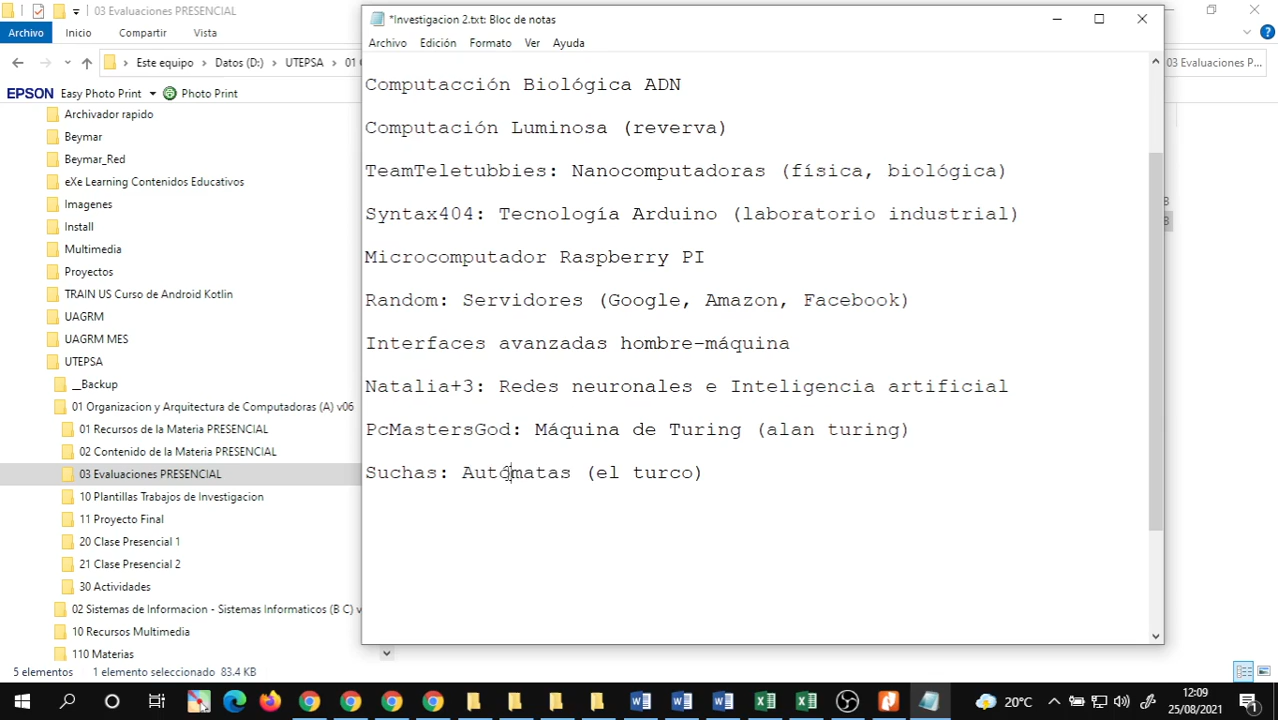 03 Evaluaciones PRESENCIAL
*Investigacion 2.txt: Bloc de notas
Archivo Inicio Compartir Vista
Archivo Edición Formato Ver Ayuda
Este equipo Datos (D:) UTEPSA 01
03 Evaluaciones P...
EPSON Easy Photo Print Photo Print
Archivador rapido
Beymar
Beymar_Red
eXe Learning Contenidos Educativos
Imagenes
Install
Multimedia
Proyectos
TRAIN US Curso de Android Kotlin
UAGRM
UAGRM MES
UTEPSA
__Backup
01 Organizacion y Arquitectura de Computadoras (A) v06
01 Recursos de la Materia PRESENCIAL
02 Contenido de la Materia PRESENCIAL
03 Evaluaciones PRESENCIAL
10 Plantillas Trabajos de Investigacion
11 Proyecto Final
20 Clase Presencial 1
21 Clase Presencial 2
30 Actividades
02 Sistemas de Informacion - Sistemas Informaticos (B C) v
10 Recursos Multimedia
110 Materias
Computacción Biológica ADN
Computación Luminosa (reverva)
TeamTeletubbies: Nanocomputadoras (física, biológica)
Syntax404: Tecnología Arduino (laboratorio industrial)
Microcomputador Raspberry PI
Random: Servidores (Google, Amazon, Facebook)
Interfaces avanzadas hombre-máquina
Natalia+3: Redes neuronales e Inteligencia artificial
PcMastersGod: Máquina de Turing (alan turing)
Suchas: Autómatas (el turco)
B
B
5 elementos 1 elemento seleccionado 83.4 KB
20°C
12:09
25/08/2021
1